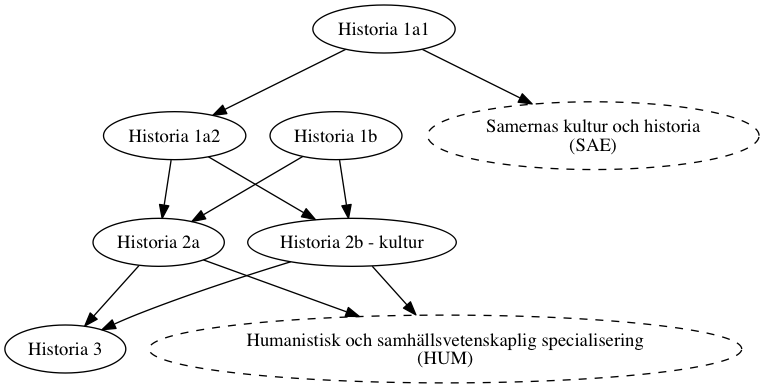 Historia 1a1
Historia 1a2
Historia 1b
Samernas kultur och historia
(SAE)
Historia 2a
Historia 2b - kultur
Historia 3
Humanistisk och samhällsvetenskaplig specialisering
(HUM)